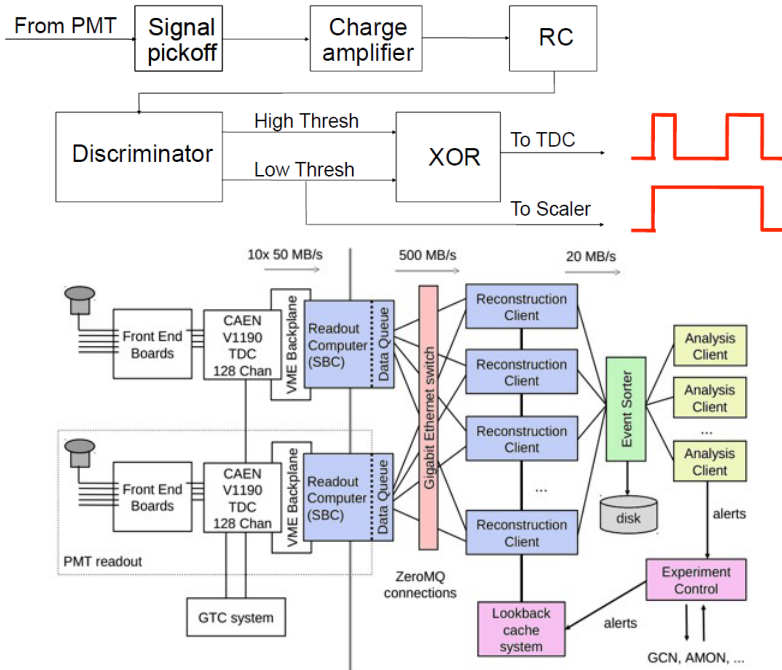 From PMT
Signal
pickoff
Charge
amplifier
RC
Discriminator
High Thresh
Low Thresh
XOR
To TDC
To Scaler
10x 50 MB/s
500 MB/s
20 MB/s
Front End
Boards
CAEN
V1190
TDC
128 Chan
VME Backplane
Readout
Computer
(SBC)
Data Queue
Gigabit Ethernet switch
Reconstruction
Client
Reconstruction
Client
Reconstruction
Client
...
Reconstruction
Client
Event Sorter
Analysis
Client
Analysis
Client
...
Analysis
Client
Front End
Boards
CAEN
V1190
TDC
128 Chan
VME Backplane
Readout
Computer
(SBC)
Data Queue
PMT readout
disk
alerts
GTC system
ZeroMQ
connections
Lookback
cache
system
alerts
Experiment
Control
GCN, AMON, ...